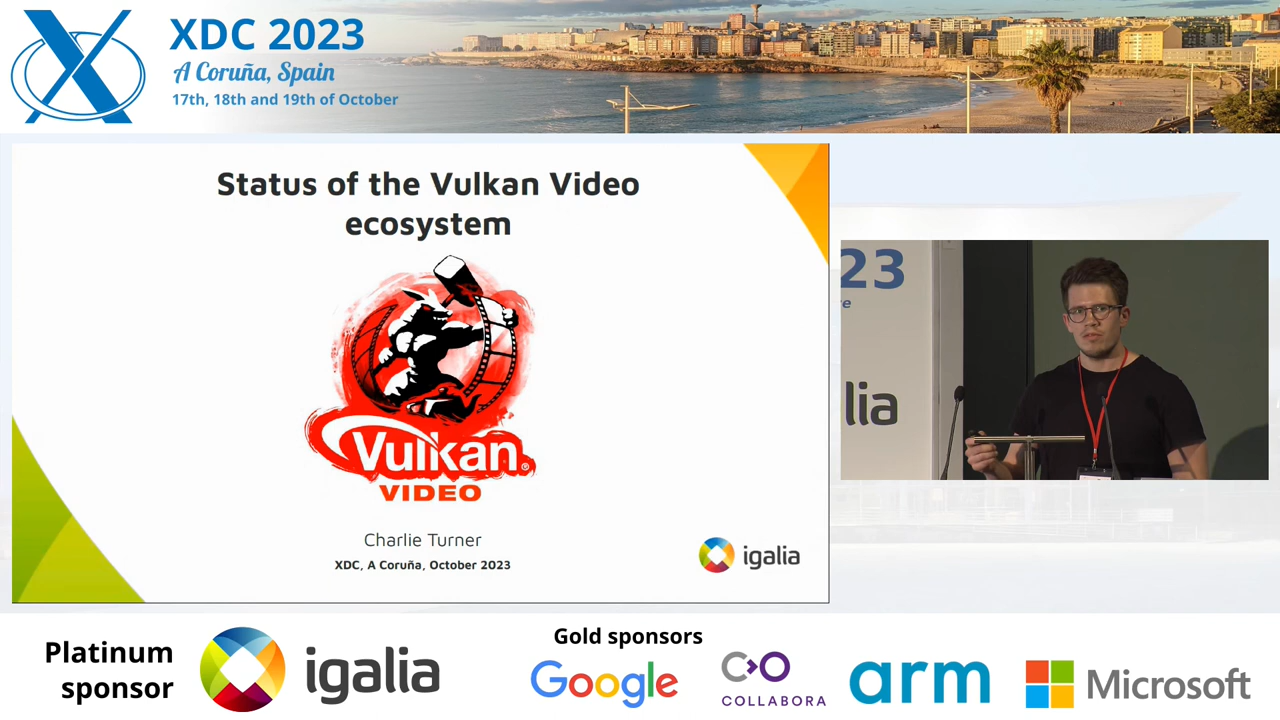 XDC 2023
A Coruña, Spain
17th, 18th and 19th of October
Status of the Vulkan Video
ecosystem
Vulkan®
VIDEO
Charlie Turner
XDC, A Coruña, October 2023
igalia
23
re
lia
Platinum
sponsor
igalia
Gold sponsors
Google
COLLABORA
arm
Microsoft